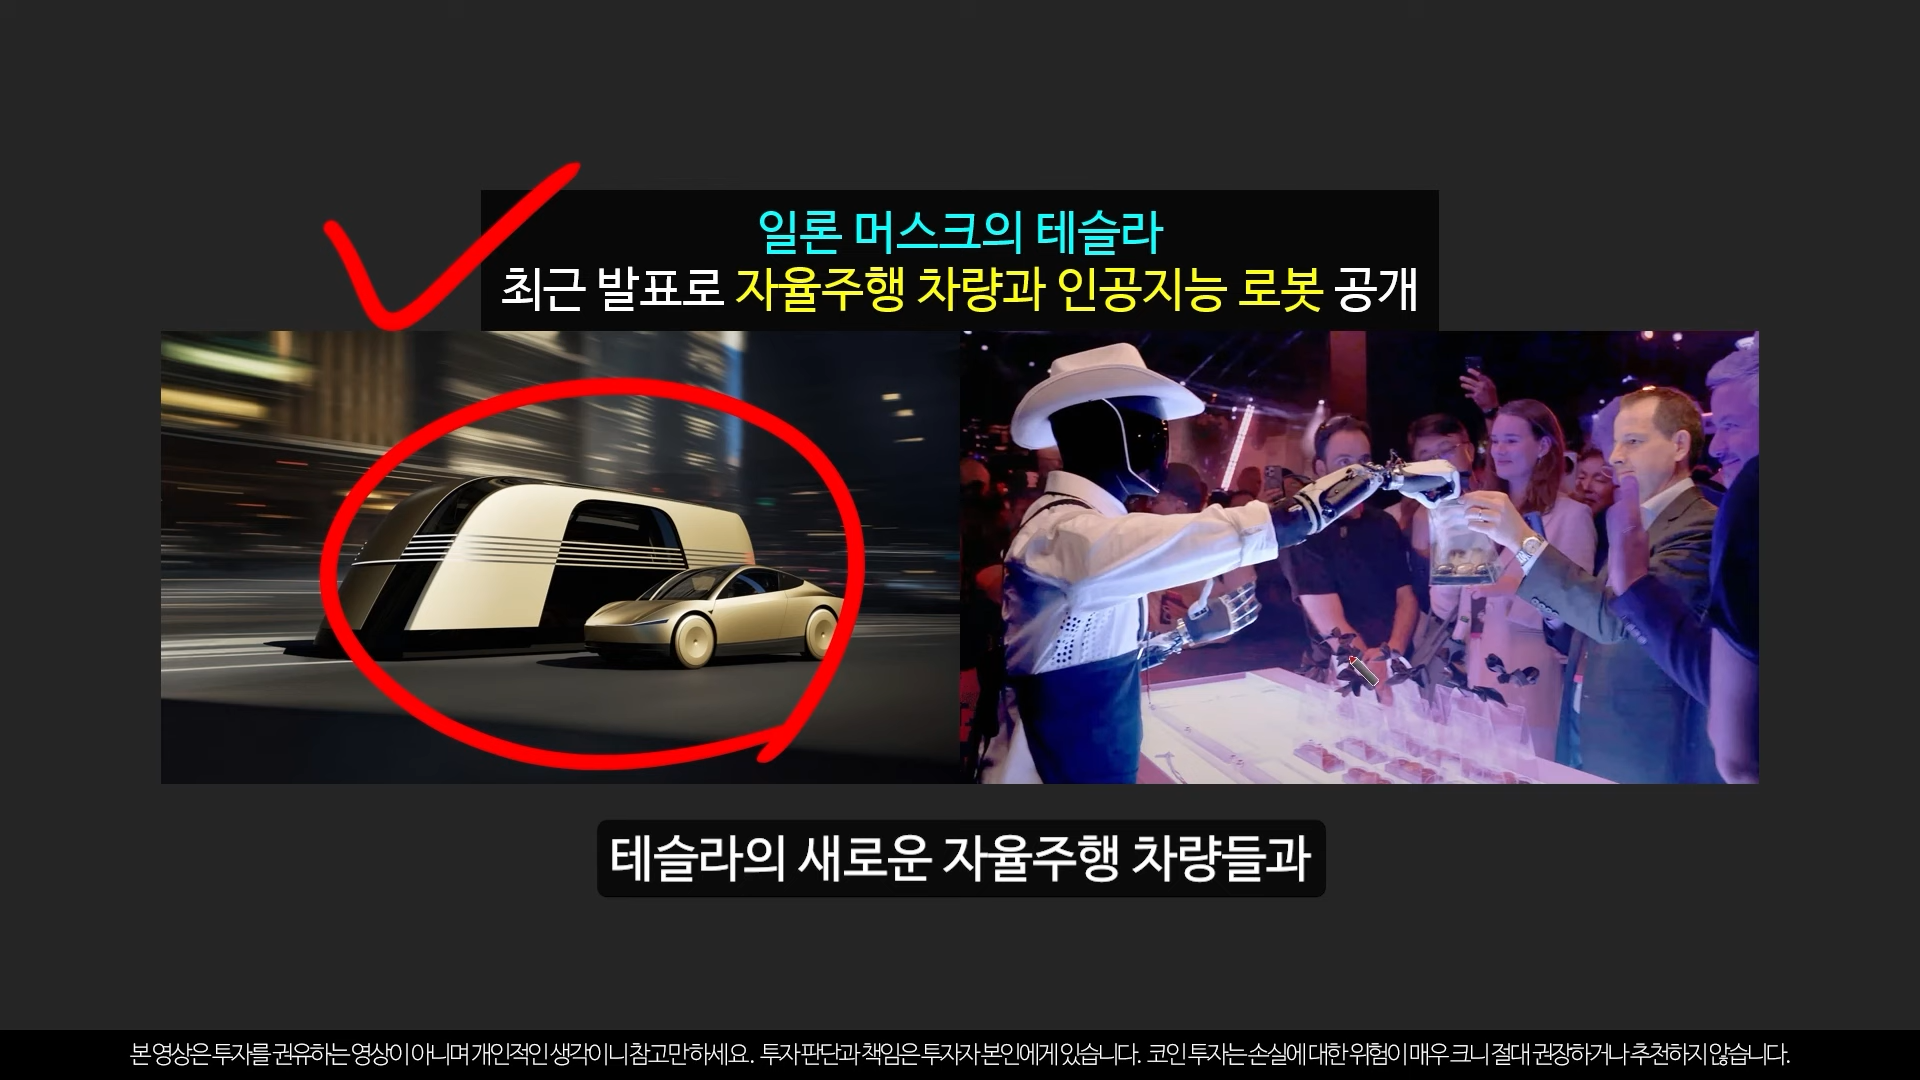 일론 머스크의 테슬라
최근 발표로 자율주행 차량과 인공지능 로봇 공개
테슬라의 새로운 자율주행 차량들과
본 영상은 투자를 권유하는 영상이 아니며 개인적인 생각이니 참고만 하세요. 투자 판단과 책임은 투자자 본인에게 있습니다. 코인 투자는 손실에 대한 위험이 매우 크니 절대 권장하거나 추천하지 않습니다.